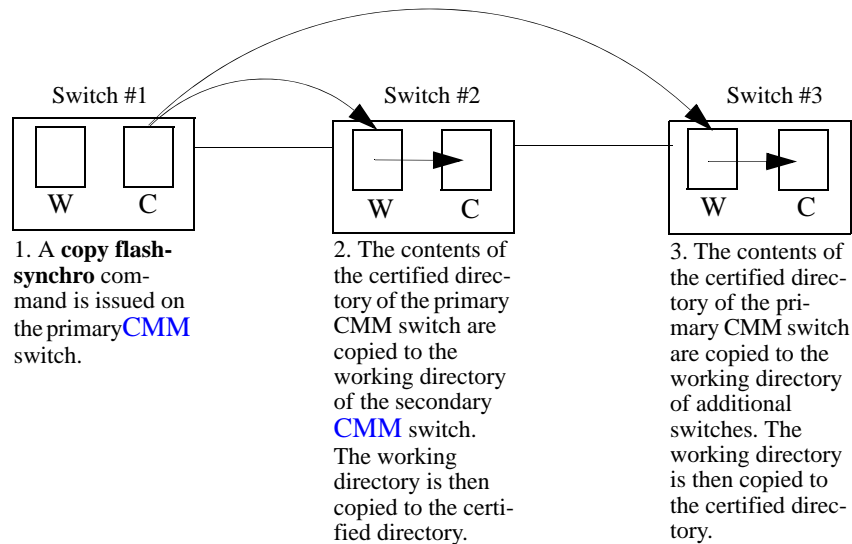 Switch #1
Switch #2
Switch #3
W
C
W
C
W
C
1. A copy flash-
synchro com-
mand is issued on
the primaryCMM
switch.
2. The contents of
the certified direc-
tory of the primary
CMM switch are
copied to the
working directory
of the secondary
CMM switch.
The working
directory is then
copied to the certi-
fied directory.
3. The contents of
the certified direc-
tory of the pri-
mary CMM switch
are copied to the
working directory
of additional
switches. The
working directory
is then copied to
the certified direc-
tory.